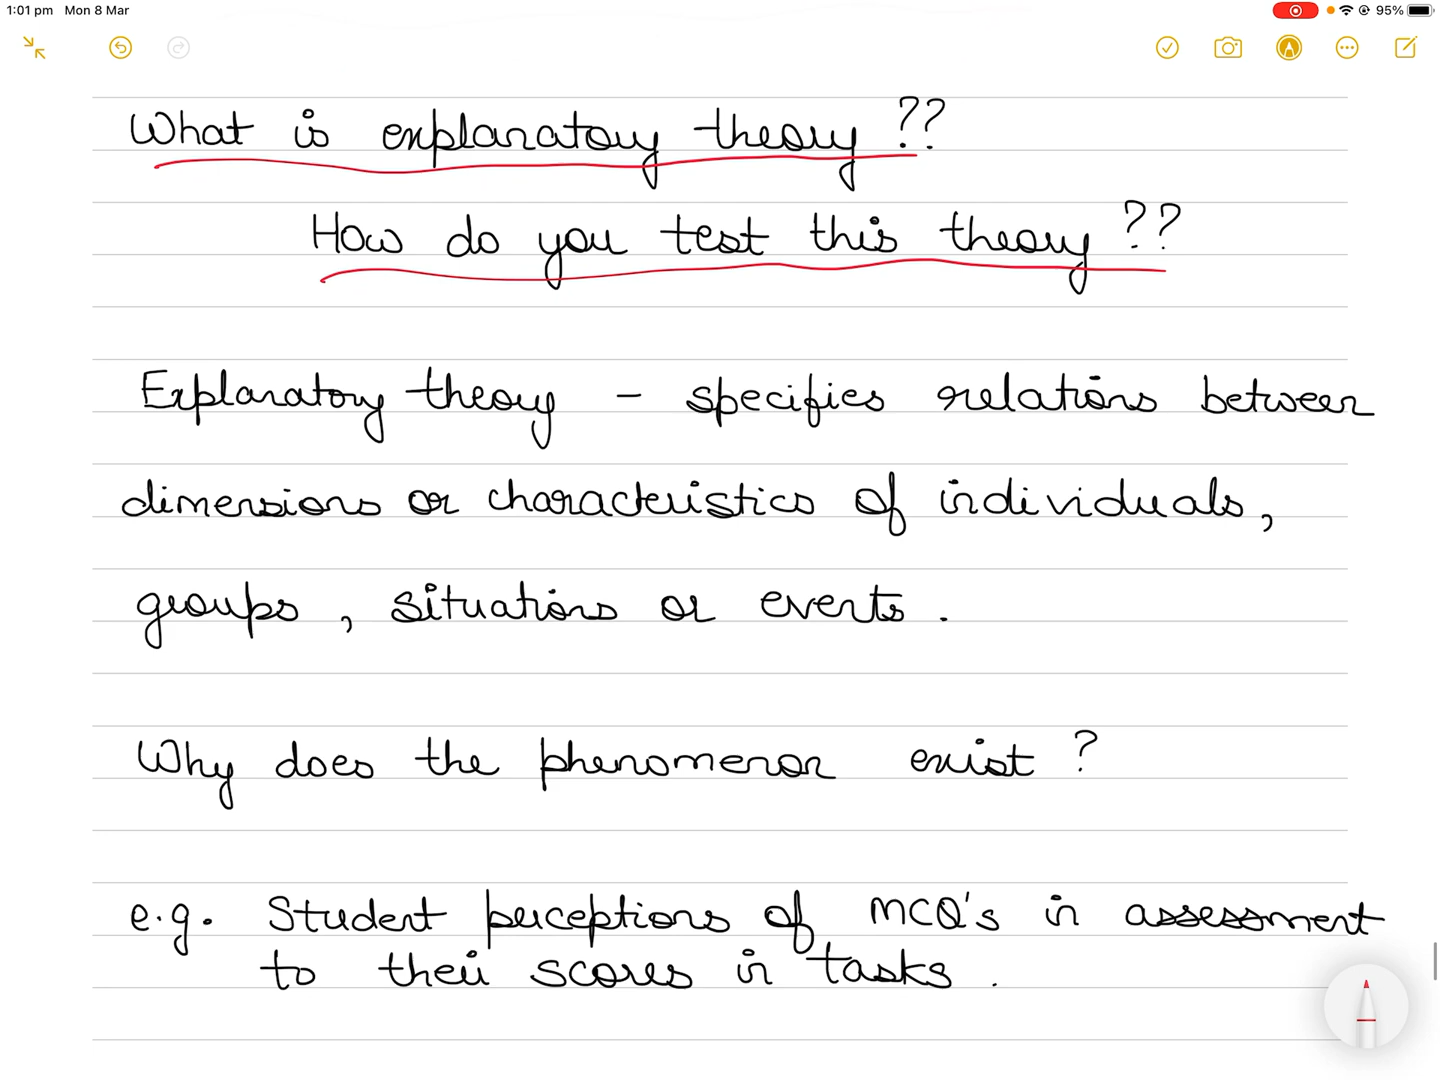 1:01 pm Mon 8 Mar 95%
What is explanatory theory ??
How do you test this theory ??
Explanatory theory - specifies relations between
dimensions or characteristics of individuals,
groups, situations or events.
Why does the phenomenon exist ?
e.g. Student perceptions of MCQ's in assessment
to their scores in tasks.